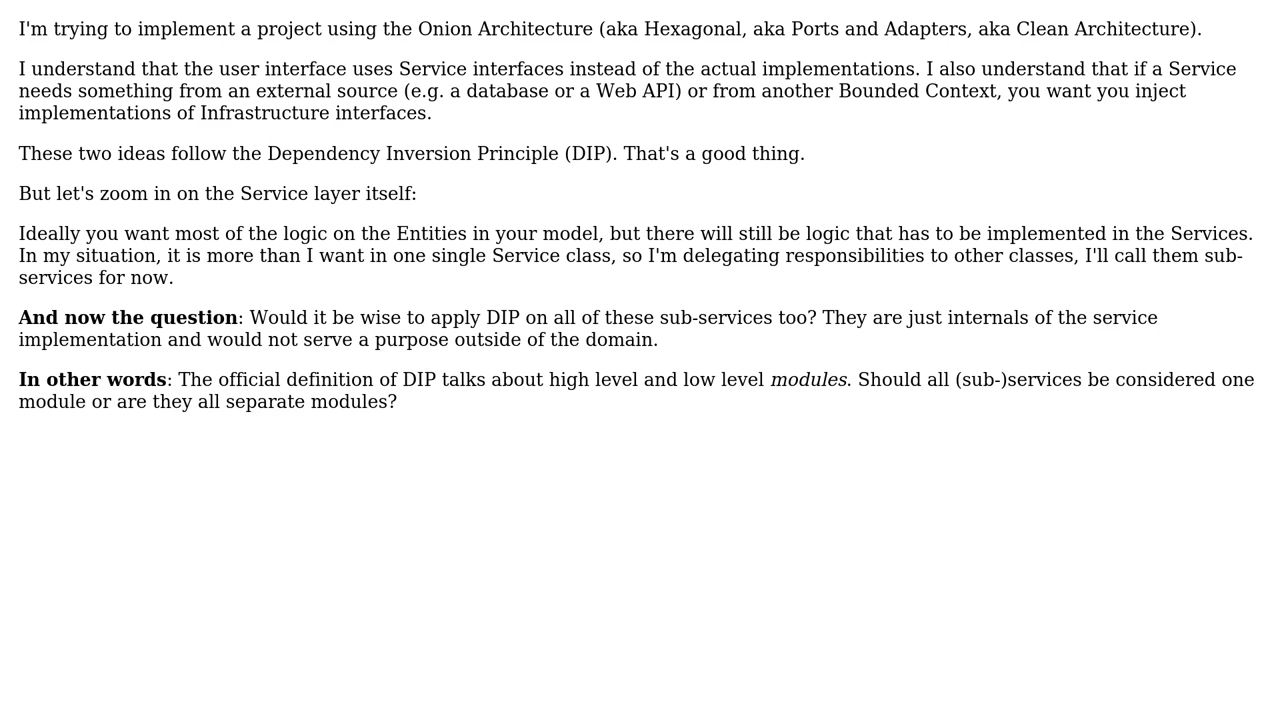 I'm trying to implement a project using the Onion Architecture (aka Hexagonal, aka Ports and Adapters, aka Clean Architecture).
I understand that the user interface uses Service interfaces instead of the actual implementations. I also understand that if a Service
needs something from an external source (e.g. a database or a Web API) or from another Bounded Context, you want you inject
implementations of Infrastructure interfaces.
These two ideas follow the Dependency Inversion Principle (DIP). That's a good thing.
But let's zoom in on the Service layer itself:
Ideally you want most of the logic on the Entities in your model, but there will still be logic that has to be implemented in the Services.
In my situation, it is more than I want in one single Service class, so I'm delegating responsibilities to other classes, I'll call them sub-
services for now.
And now the question: Would it be wise to apply DIP on all of these sub-services too? They are just internals of the service
implementation and would not serve a purpose outside of the domain.
In other words: The official definition of DIP talks about high level and low level modules. Should all (sub-)services be considered one
module or are they all separate modules?